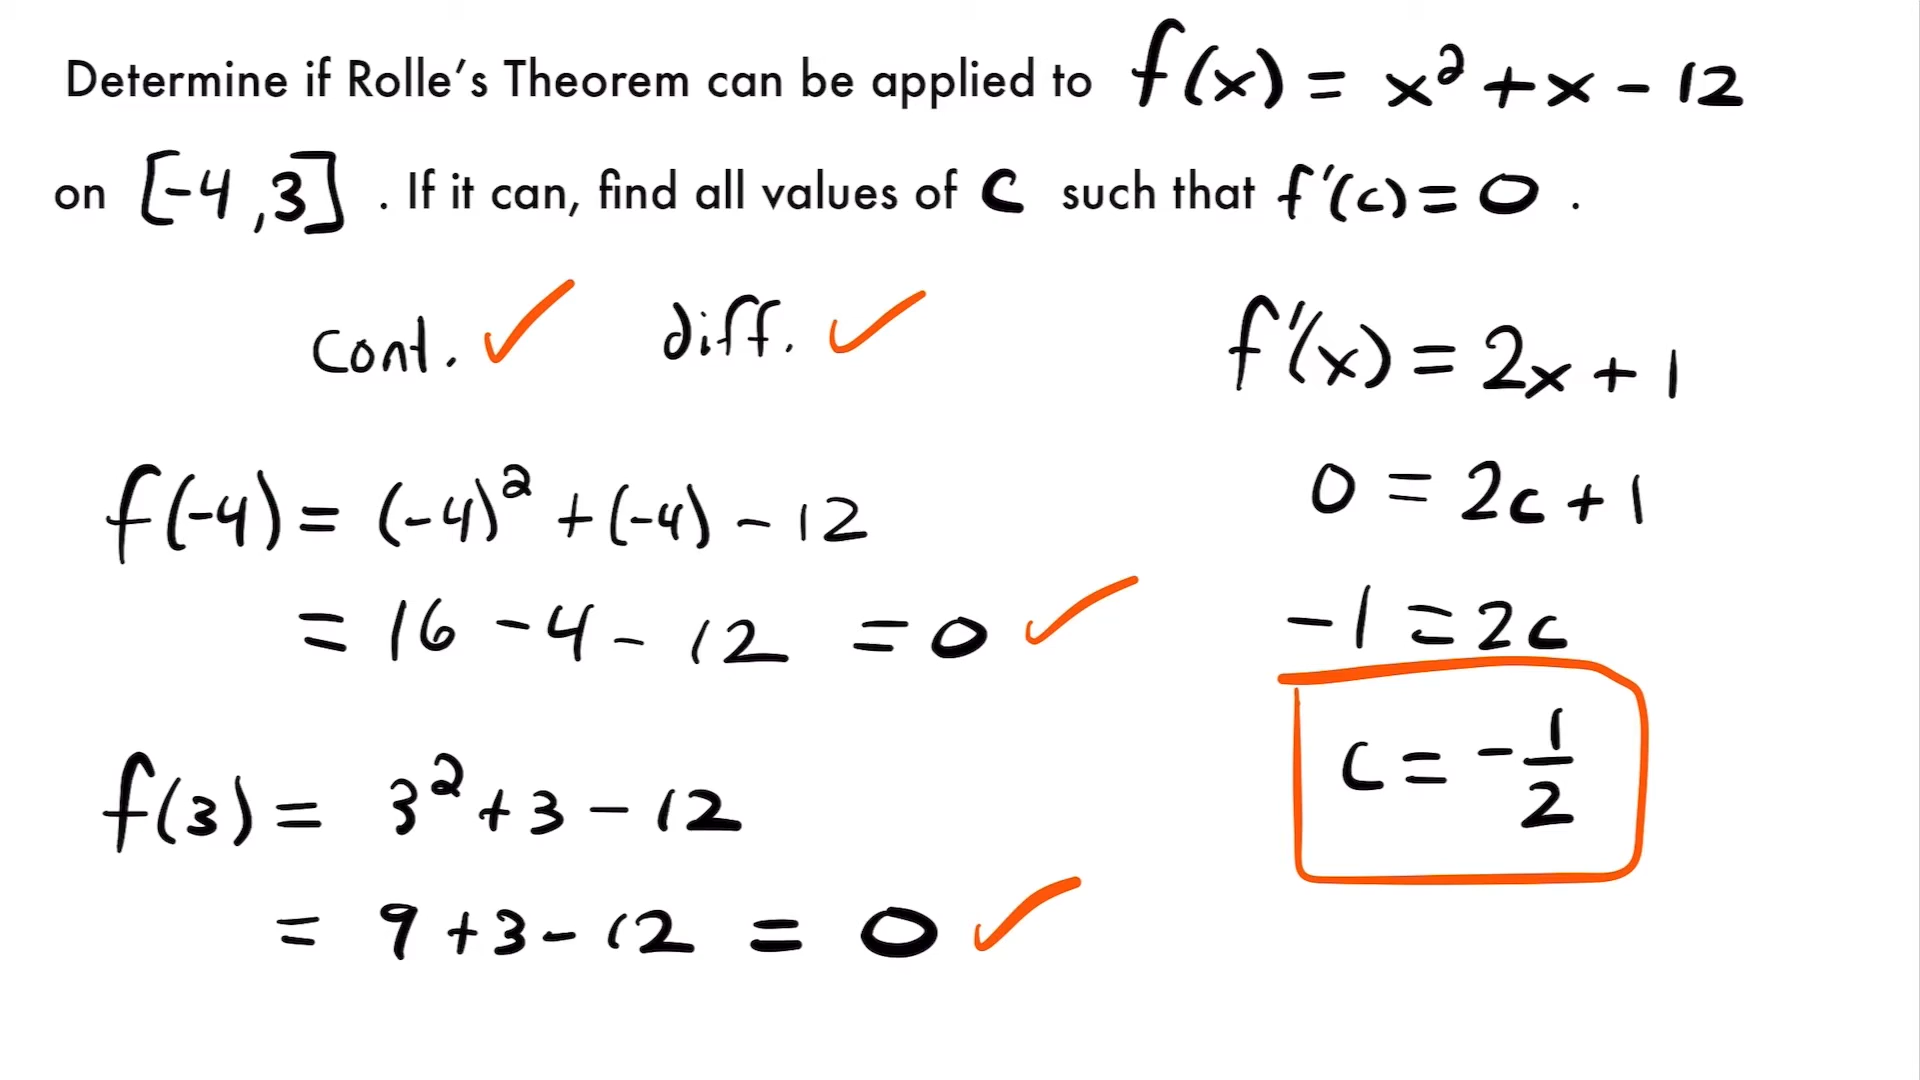 Determine if Rolle's Theorem can be applied to f(x) = x² + x - 12
on [-4, 3] . If it can, find all values of c such that f'(c) = 0 .
cont. ✓ diff. ✓
f(-4) = (-4)² + (-4) - 12
= 16 - 4 - 12 = 0 ✓
f(3) = 3² + 3 - 12
= 9 + 3 - 12 = 0 ✓
f'(x) = 2x + 1
0 = 2c + 1
-1 = 2c
c = -1/2